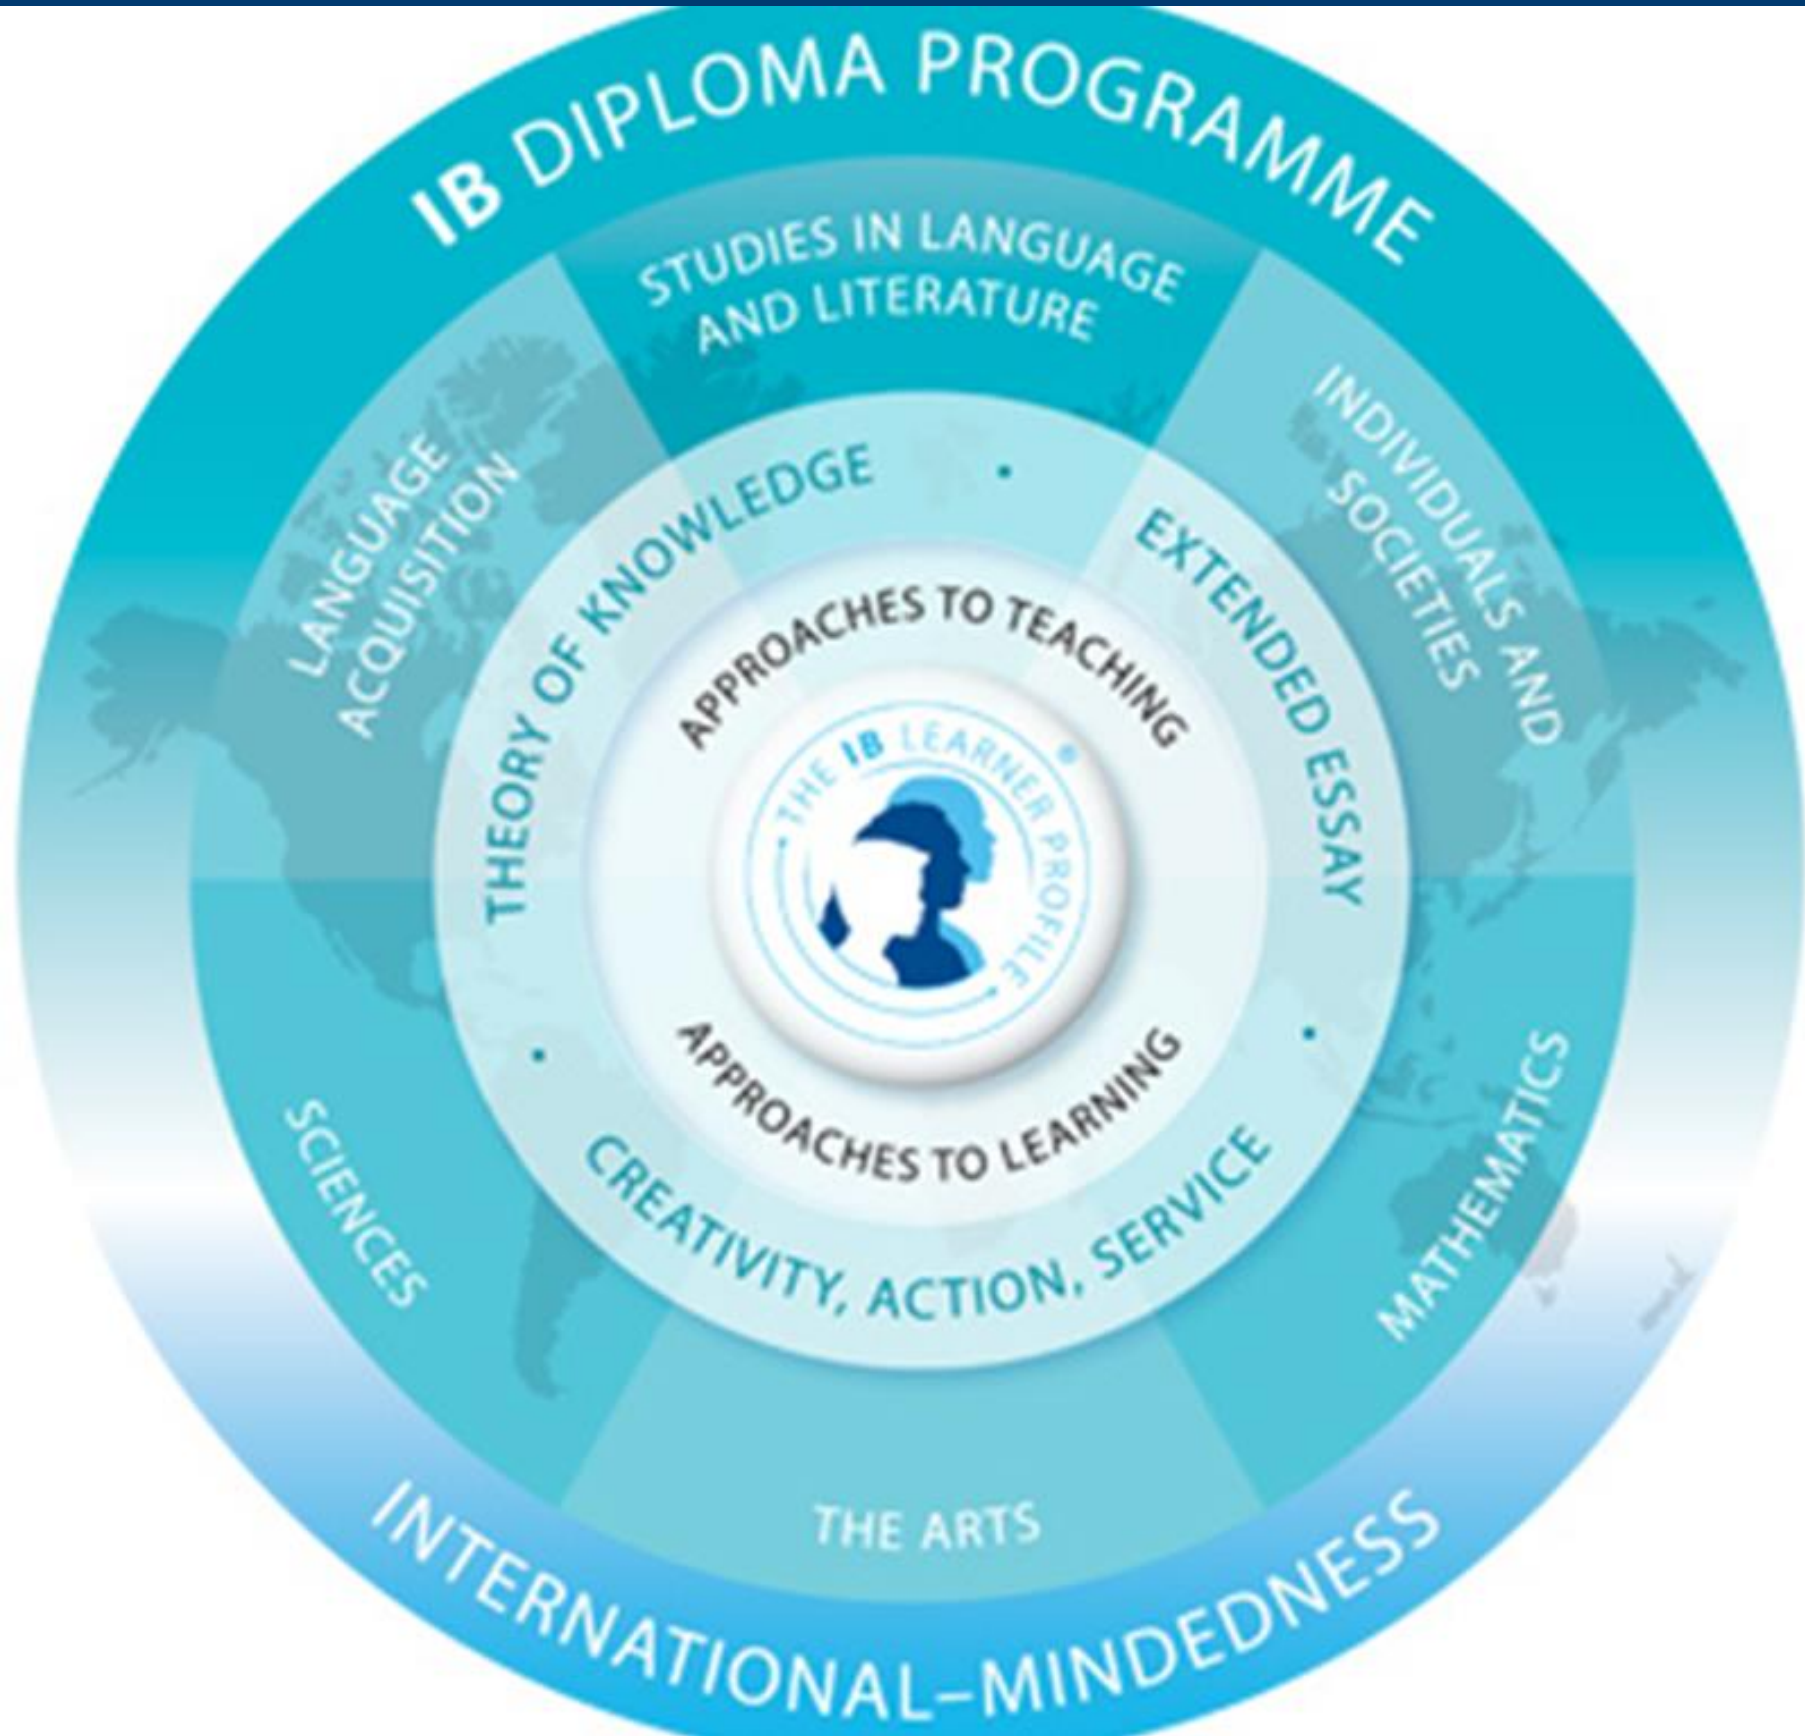 IB DIPLOMA PROGRAMME
STUDIES IN LANGUAGE
AND LITERATURE
LANGUAGE
ACQUISITION
INDIVIDUALS AND
SOCIETIES
THEORY OF KNOWLEDGE
•
EXTENDED ESSAY
APPROACHES TO TEACHING
THE IB LEARNER PROFILE ®
APPROACHES TO LEARNING
•
CREATIVITY, ACTION, SERVICE
•
SCIENCES
MATHEMATICS
THE ARTS
INTERNATIONAL–MINDEDNESS